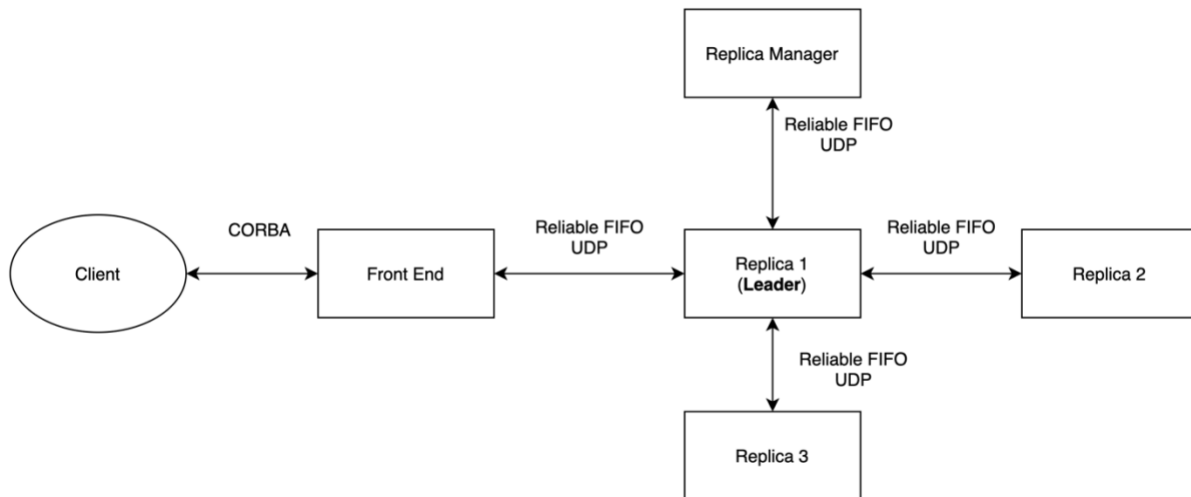 Replica Manager
Reliable FIFO
UDP
CORBA
Reliable FIFO
UDP
Reliable FIFO
UDP
Client
Front End
Replica 1
(Leader)
Replica 2
Reliable FIFO
UDP
Replica 3